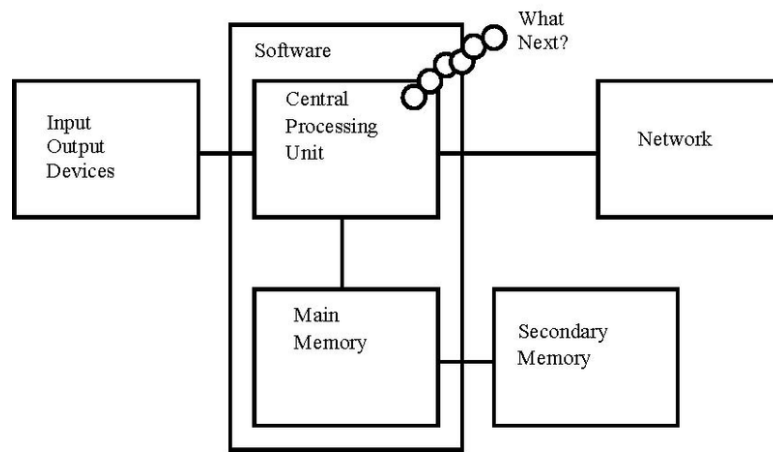 What
Next?
Software
Input
Output
Devices
Central
Processing
Unit
Network
Main
Memory
Secondary
Memory